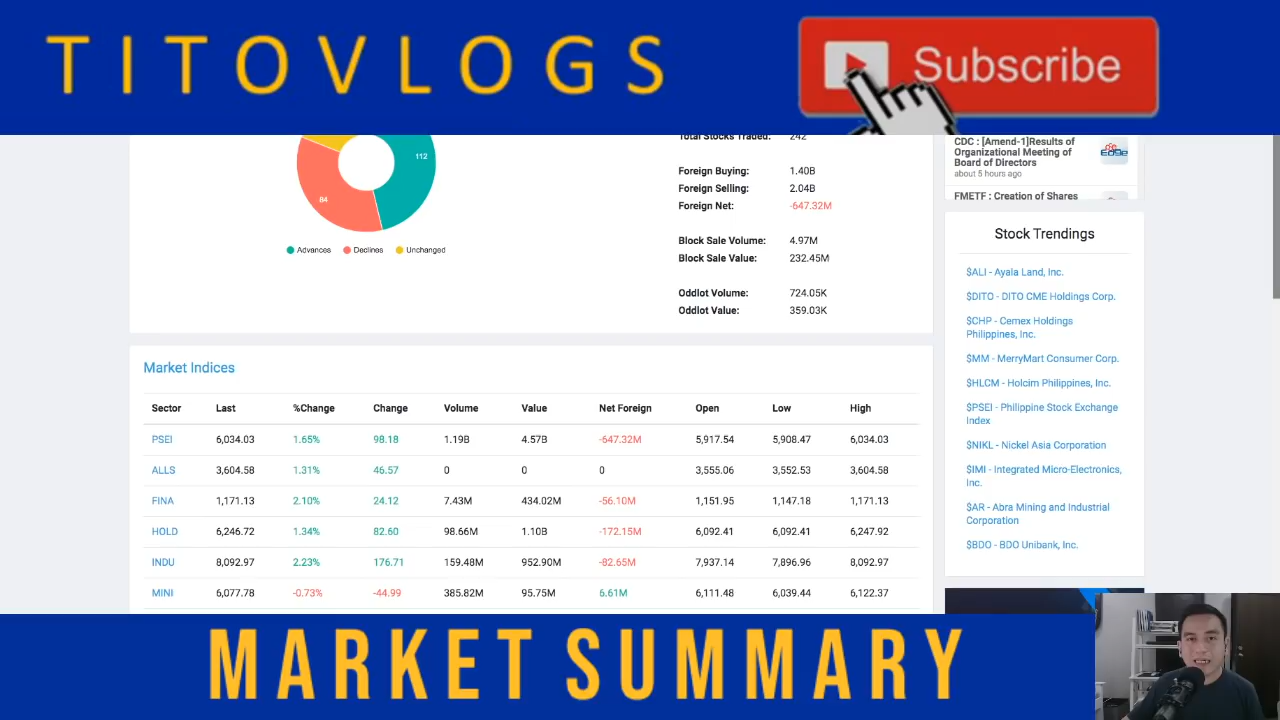 TITOVLOGS
Subscribe
112
84
Advances Declines Unchanged
Total Stocks Traded: 242
Foreign Buying: 1.40B
Foreign Selling: 2.04B
Foreign Net: -647.32M
Block Sale Volume: 4.97M
Block Sale Value: 232.45M
Oddlot Volume: 724.05K
Oddlot Value: 359.03K
CDC : [Amend-1]Results of
Organizational Meeting of
Board of Directors
about 5 hours ago
FMETF : Creation of Shares
Stock Trendings
$ALI - Ayala Land, Inc.
$DITO - DITO CME Holdings Corp.
$CHP - Cemex Holdings
Philippines, Inc.
$MM - MerryMart Consumer Corp.
$HLCM - Holcim Philippines, Inc.
$PSEI - Philippine Stock Exchange
Index
$NIKL - Nickel Asia Corporation
$IMI - Integrated Micro-Electronics,
Inc.
$AR - Abra Mining and Industrial
Corporation
$BDO - BDO Unibank, Inc.
Market Indices
Sector Last %Change Change Volume Value Net Foreign Open Low High
PSEI 6,034.03 1.65% 98.18 1.19B 4.57B -647.32M 5,917.54 5,908.47 6,034.03
ALLS 3,604.58 1.31% 46.57 0 0 0 3,555.06 3,552.53 3,604.58
FINA 1,171.13 2.10% 24.12 7.43M 434.02M -56.10M 1,151.95 1,147.18 1,171.13
HOLD 6,246.72 1.34% 82.60 98.66M 1.10B -172.15M 6,092.41 6,092.41 6,247.92
INDU 8,092.97 2.23% 176.71 159.48M 952.90M -82.65M 7,937.14 7,896.96 8,092.97
MINI 6,077.78 -0.73% -44.99 385.82M 95.75M 6.61M 6,111.48 6,039.44 6,122.37
MARKET SUMMARY